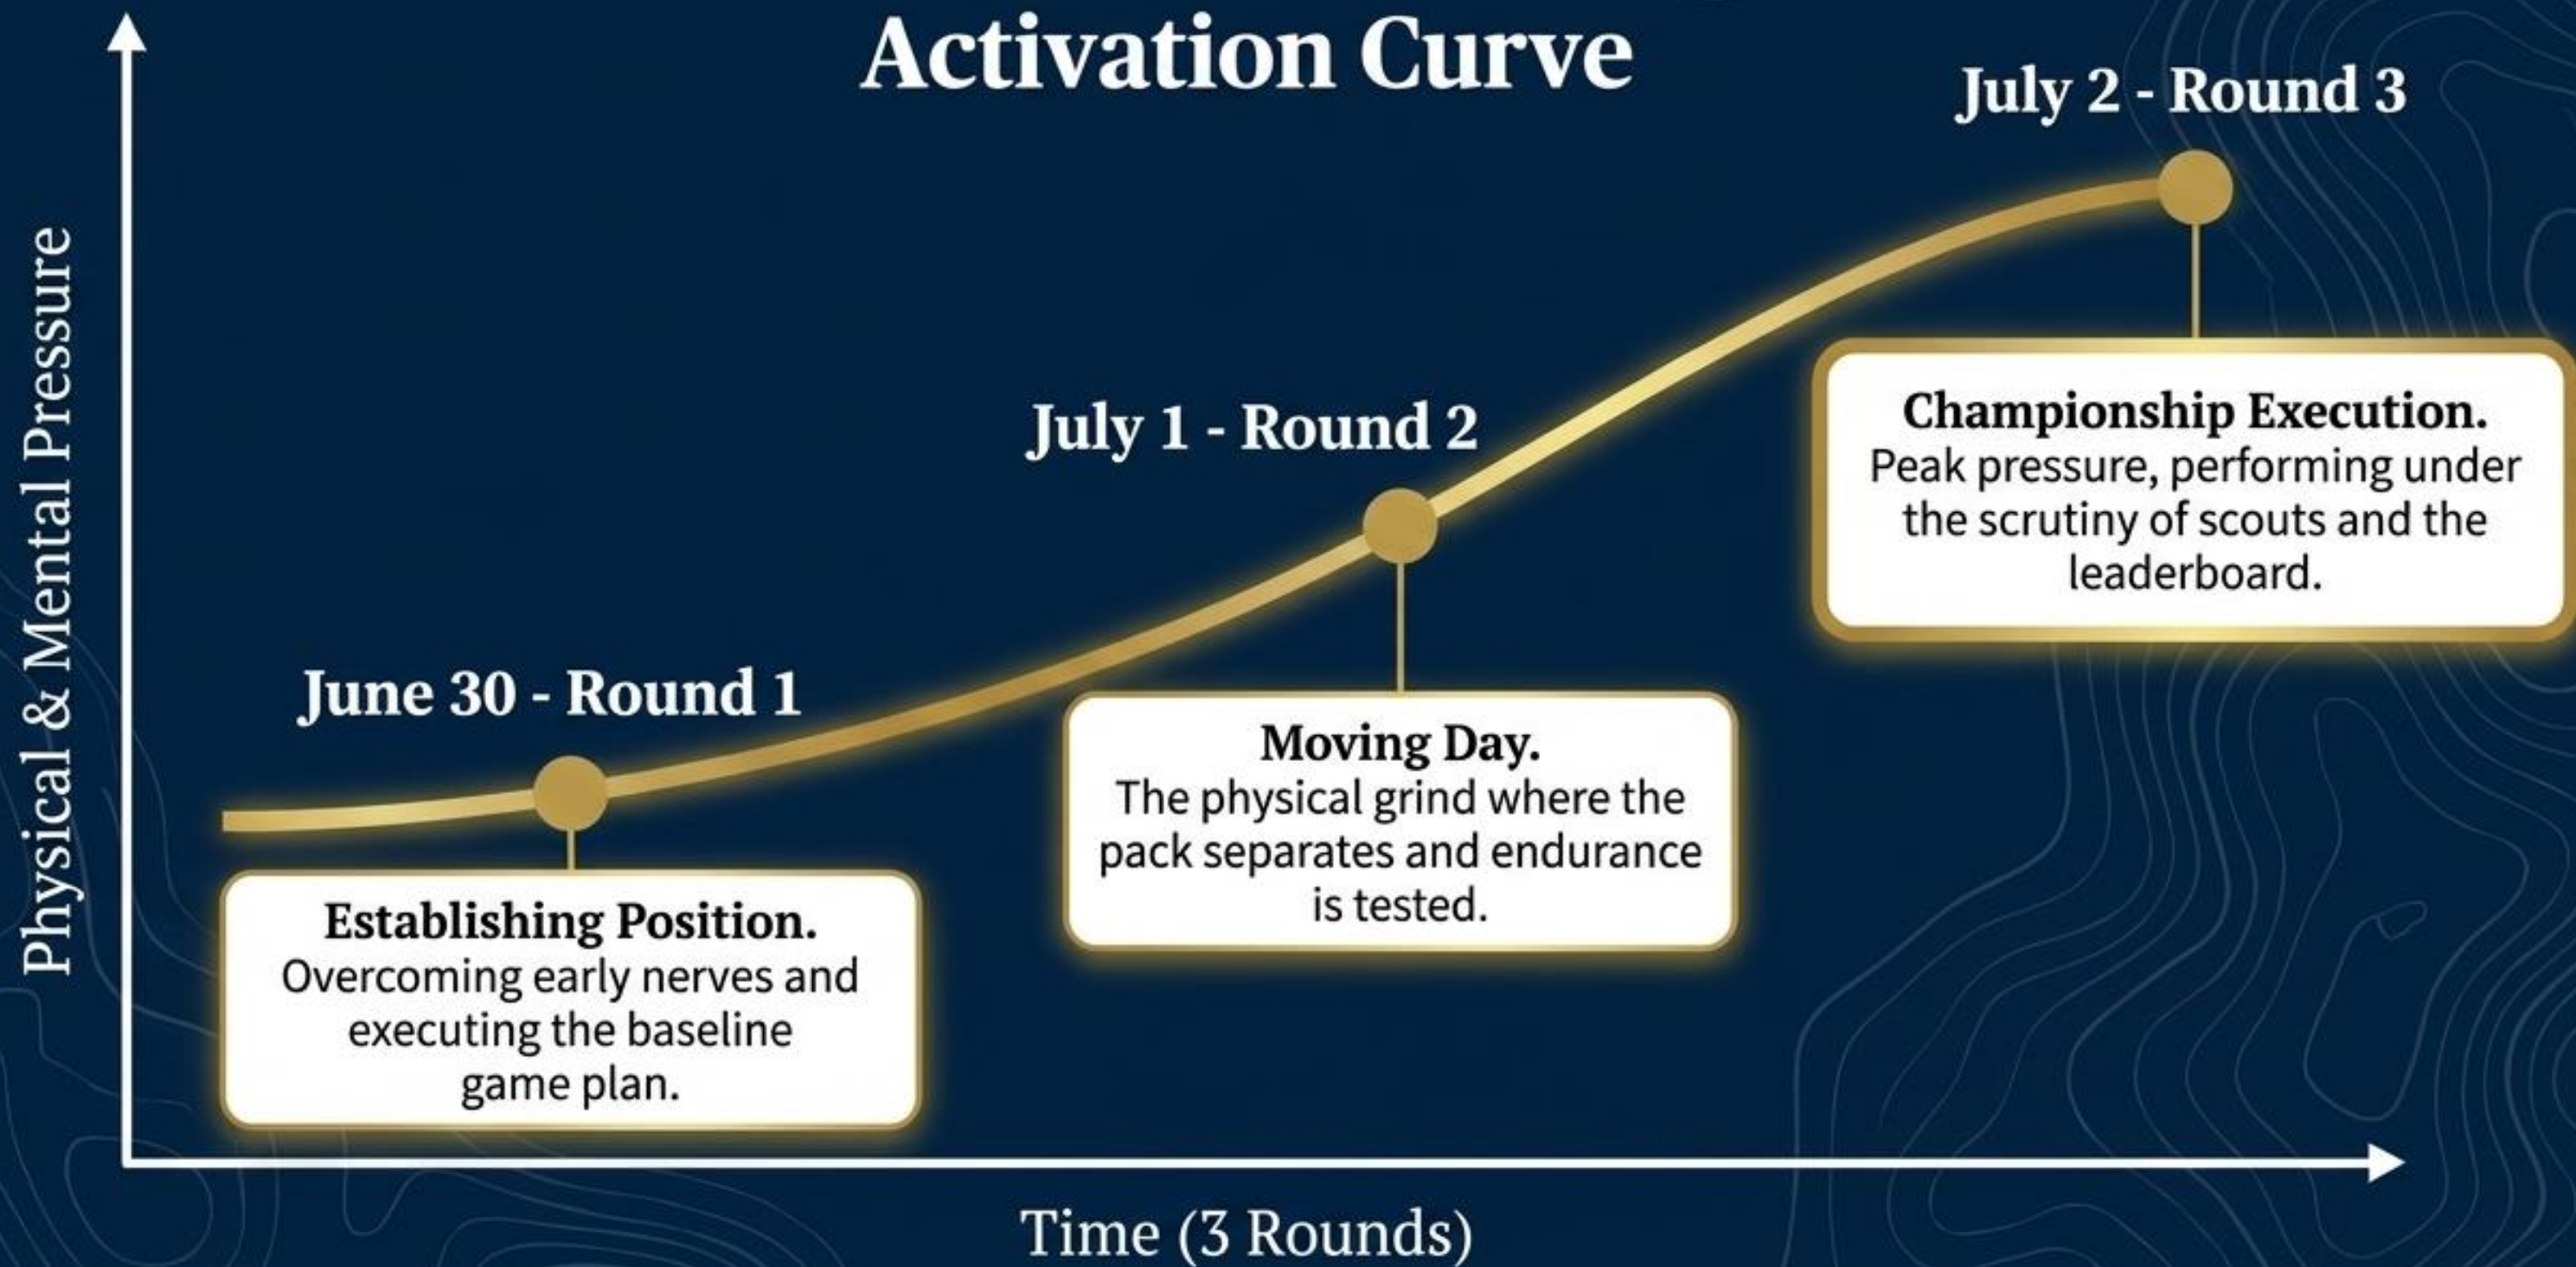 Activation Curve
July 2 - Round 3
Championship Execution.
Peak pressure, performing under
the scrutiny of scouts and the
leaderboard.
July 1 - Round 2
Moving Day.
The physical grind where the
pack separates and endurance
is tested.
June 30 - Round 1
Establishing Position.
Overcoming early nerves and
executing the baseline
game plan.
Physical & Mental Pressure
Time (3 Rounds)